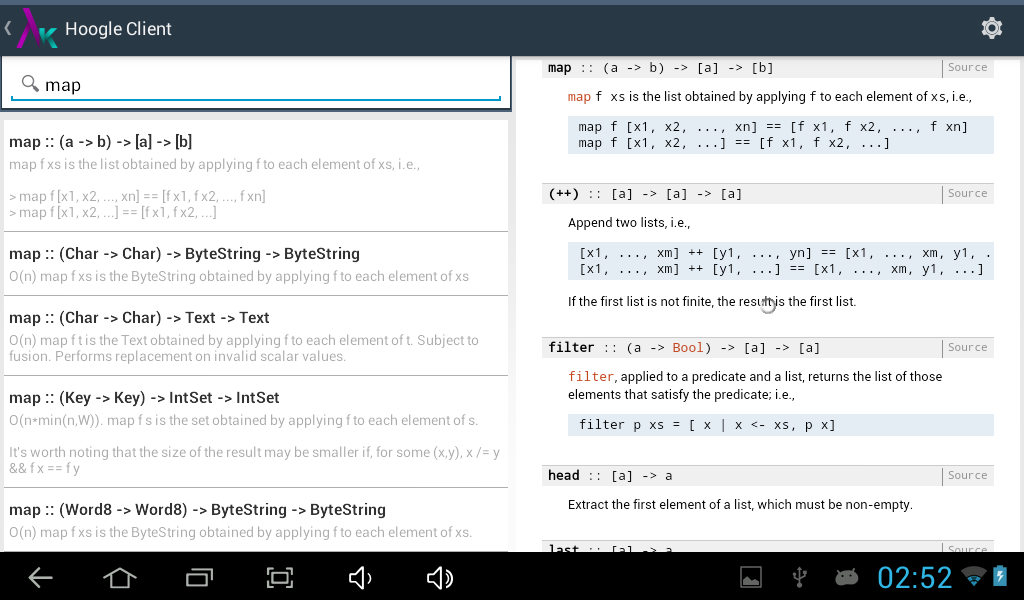 Hoogle Client
map
map :: (a -> b) -> [a] -> [b]
map f xs is the list obtained by applying f to each element of xs, i.e.,
> map f [x1, x2, ..., xn] == [f x1, f x2, ..., f xn]
> map f [x1, x2, ...] == [f x1, f x2, ...]
map :: (Char -> Char) -> ByteString -> ByteString
O(n) map f xs is the ByteString obtained by applying f to each element of xs
map :: (Char -> Char) -> Text -> Text
O(n) map f t is the Text obtained by applying f to each element of t. Subject to
fusion. Performs replacement on invalid scalar values.
map :: (Key -> Key) -> IntSet -> IntSet
O(n*min(n,W)). map f s is the set obtained by applying f to each element of s.
It's worth noting that the size of the result may be smaller if, for some (x,y), x /= y
&& f x == f y
map :: (Word8 -> Word8) -> ByteString -> ByteString
O(n) map f xs is the ByteString obtained by applying f to each element of xs.
map :: (a -> b) -> [a] -> [b] Source
map f xs is the list obtained by applying f to each element of xs, i.e.,
map f [x1, x2, ..., xn] == [f x1, f x2, ..., f xn]
map f [x1, x2, ...] == [f x1, f x2, ...]
(++) :: [a] -> [a] -> [a] Source
Append two lists, i.e.,
[x1, ..., xm] ++ [y1, ..., yn] == [x1, ..., xm, y1, .
[x1, ..., xm] ++ [y1, ...] == [x1, ..., xm, y1, ...]
If the first list is not finite, the result is the first list.
filter :: (a -> Bool) -> [a] -> [a] Source
filter, applied to a predicate and a list, returns the list of those
elements that satisfy the predicate; i.e.,
filter p xs = [ x | x <- xs, p x]
head :: [a] -> a Source
Extract the first element of a list, which must be non-empty.
last :: [a] -> a Source
02:52